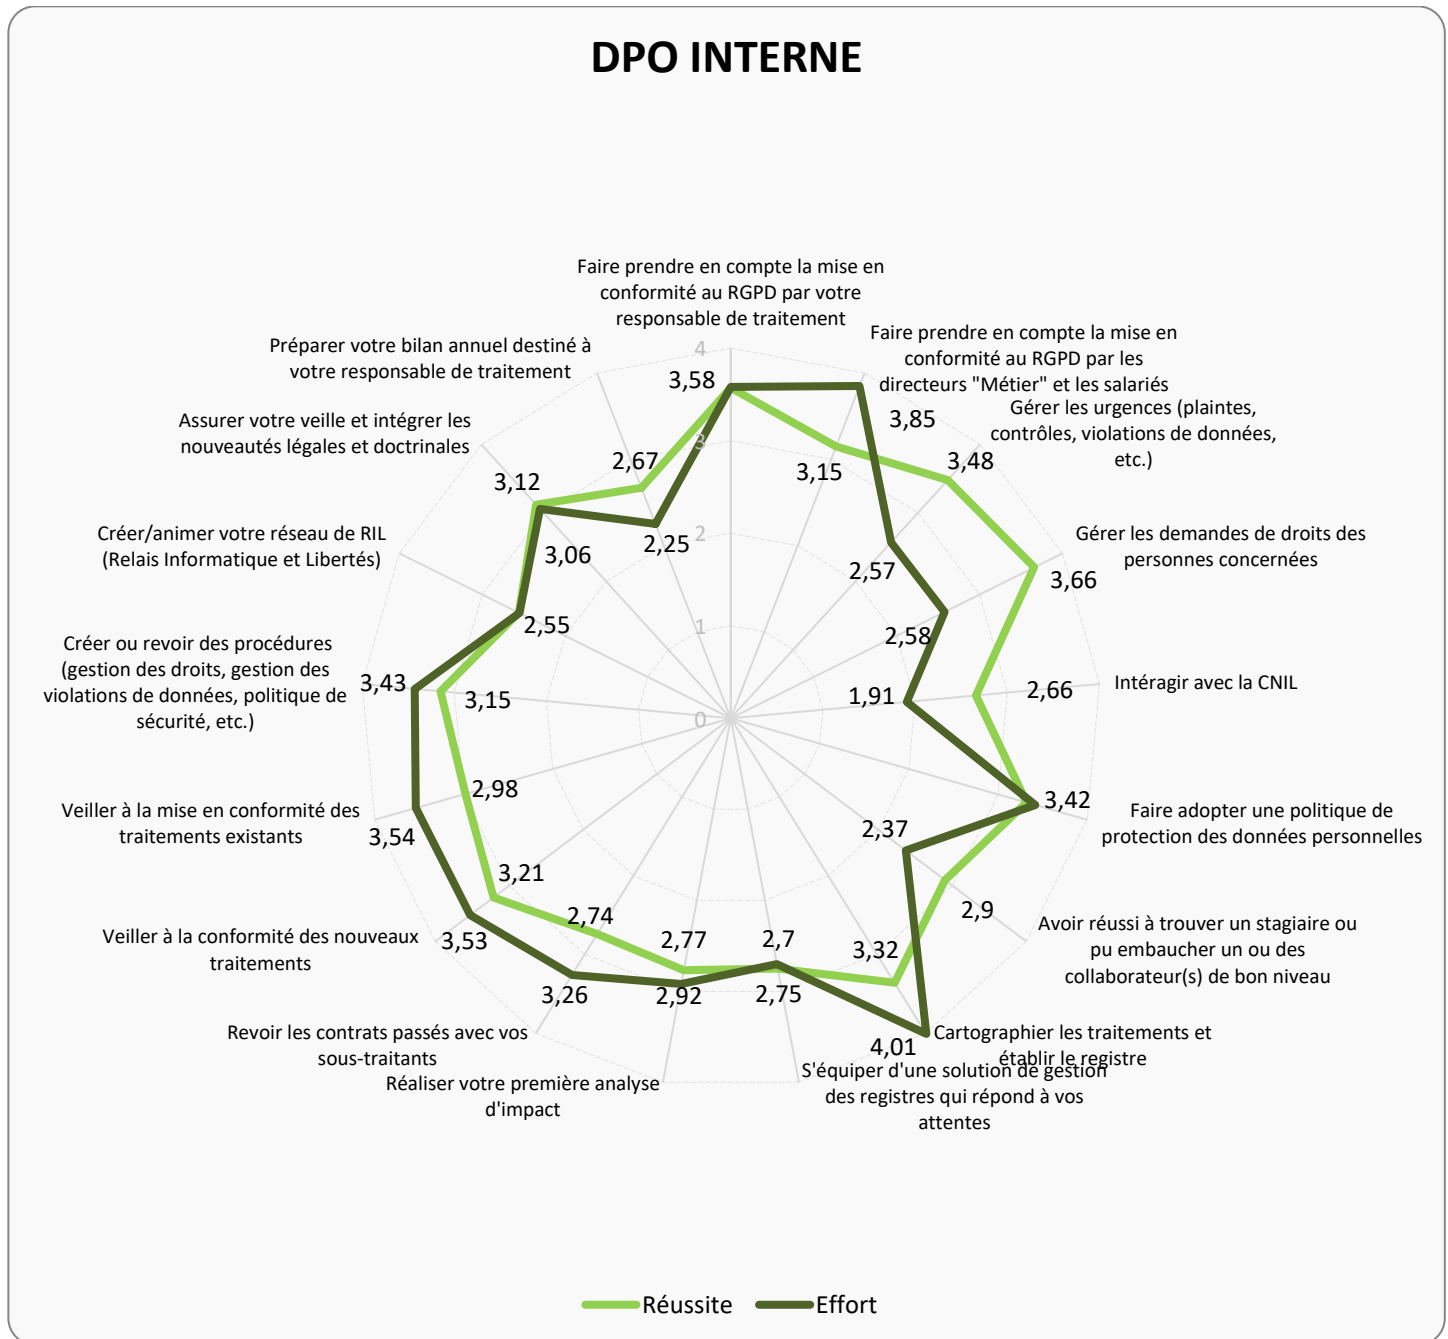 DPO INTERNE
Faire prendre en compte la mise en
conformité au RGPD par votre
responsable de traitement
Faire prendre en compte la mise en
conformité au RGPD par les
directeurs "Métier" et les salariés
Gérer les urgences (plaintes,
contrôles, violations de données,
etc.)
Gérer les demandes de droits des
personnes concernées
Intéragir avec la CNIL
Faire adopter une politique de
protection des données personnelles
Avoir réussi à trouver un stagiaire ou
pu embaucher un ou des
collaborateur(s) de bon niveau
Cartographier les traitements et
établir le registre
S'équiper d'une solution de gestion
des registres qui répond à vos
attentes
Réaliser votre première analyse
d'impact
Revoir les contrats passés avec vos
sous-traitants
Veiller à la conformité des nouveaux
traitements
Veiller à la mise en conformité des
traitements existants
Créer ou revoir des procédures
(gestion des droits, gestion des
violations de données, politique de
sécurité, etc.)
Créer/animer votre réseau de RIL
(Relais Informatique et Libertés)
Assurer votre veille et intégrer les
nouveautés légales et doctrinales
Préparer votre bilan annuel destiné à
votre responsable de traitement
4
3
2
1
0
3,58
3,85
3,15
3,48
2,57
3,66
2,58
2,66
1,91
3,42
2,37
2,9
3,32
4,01
2,7
2,75
2,77
2,92
2,74
3,26
3,21
3,53
2,98
3,54
3,43
3,15
2,55
3,12
3,06
2,67
2,25
Réussite
Effort